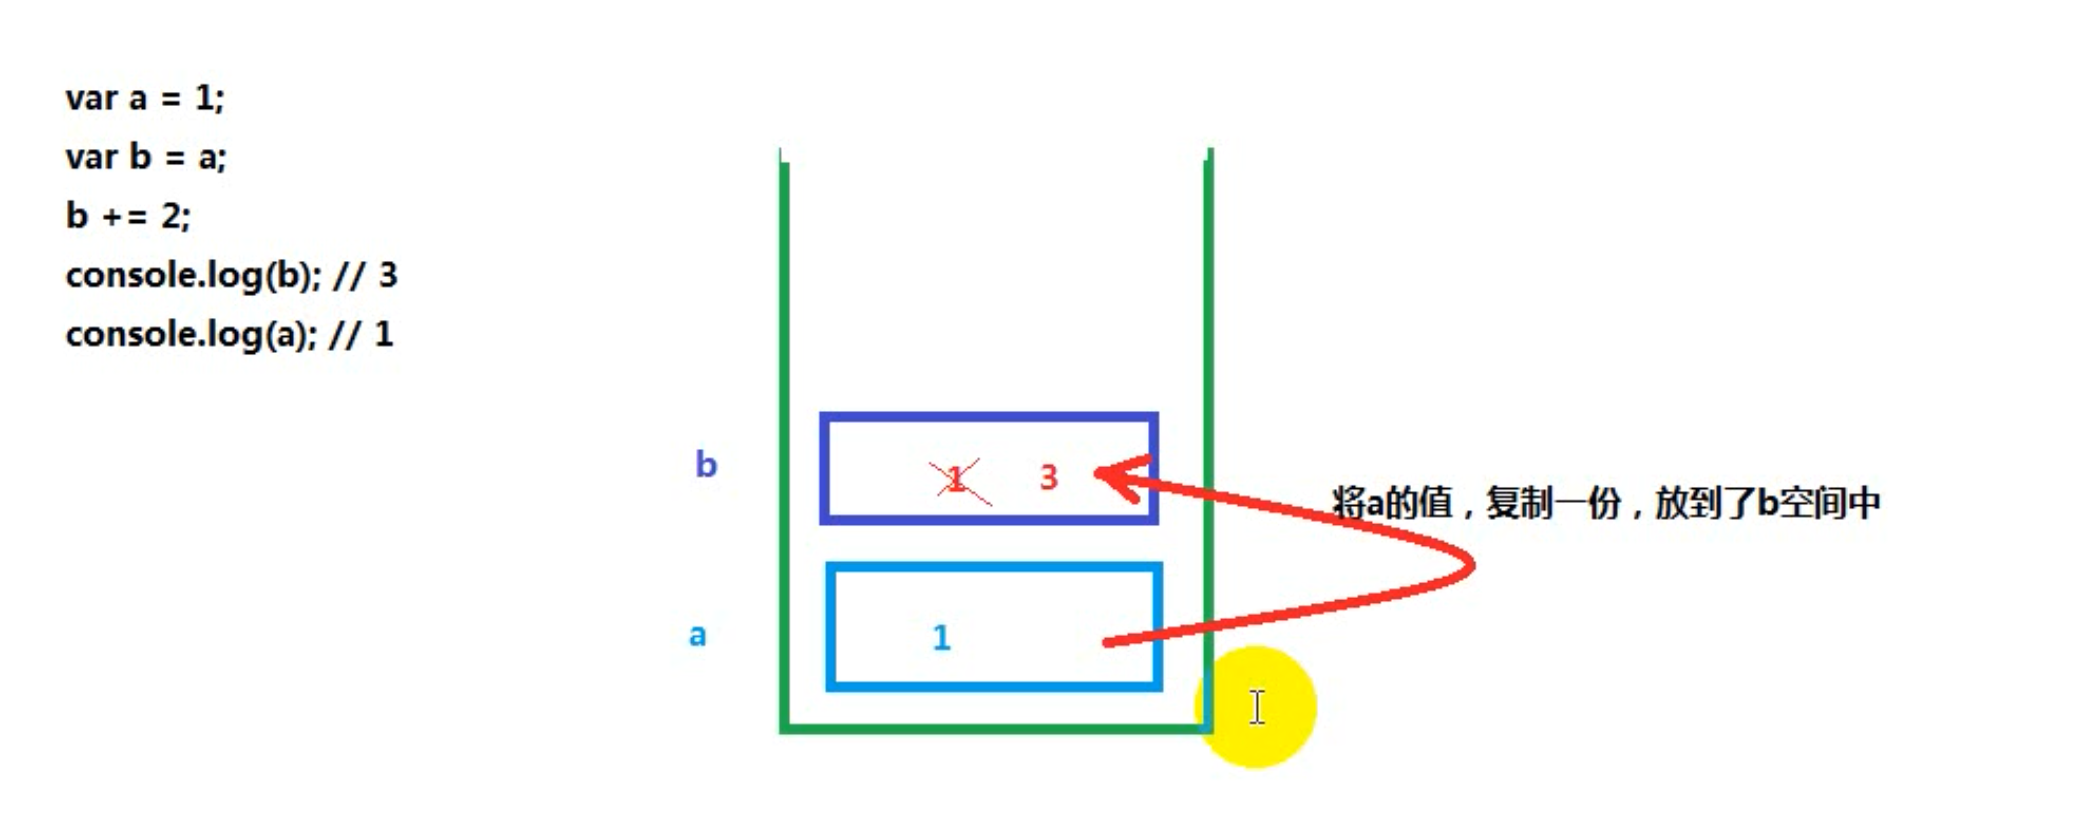 var a = 1;
var b = a;
b += 2;
console.log(b); // 3
console.log(a); // 1
b
1 3
将a的值，复制一份，放到了b空间中
a
1